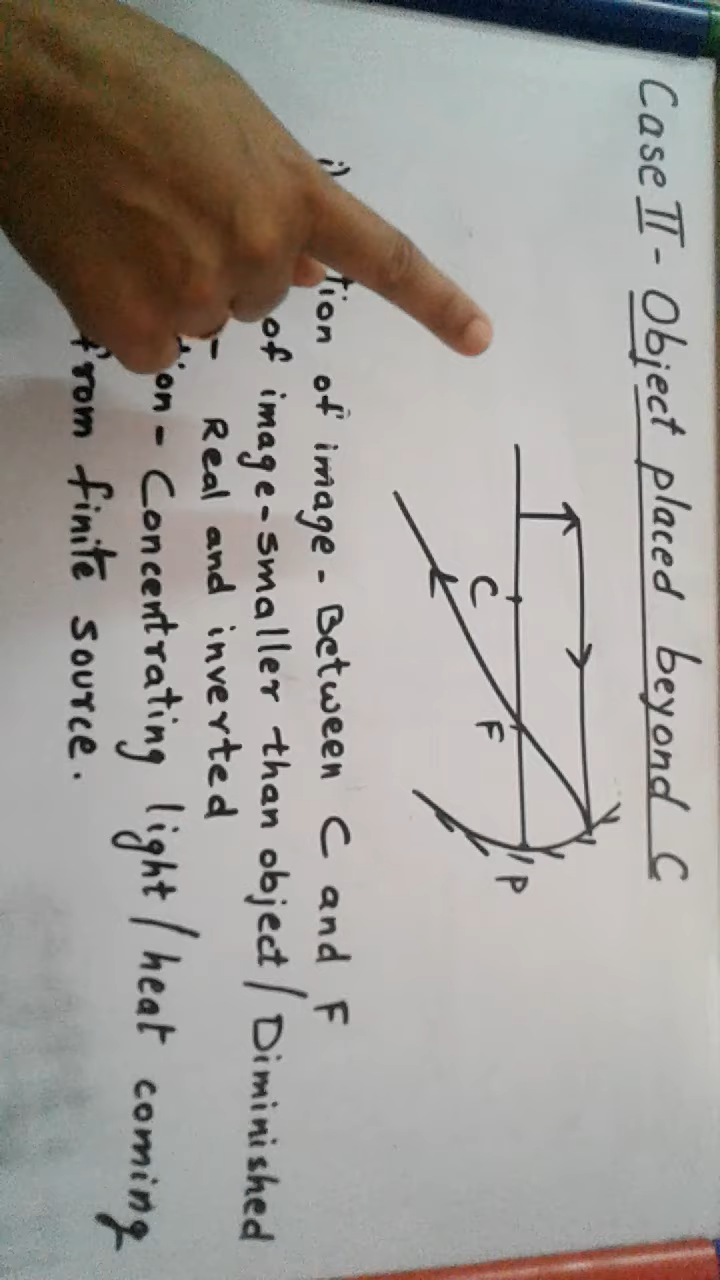 Case II - Object placed beyond C
C
F
P
i) tion of image - Between C and F
of image - smaller than object / Diminished
- Real and inverted
ion - Concentrating light / heat coming
from finite source.